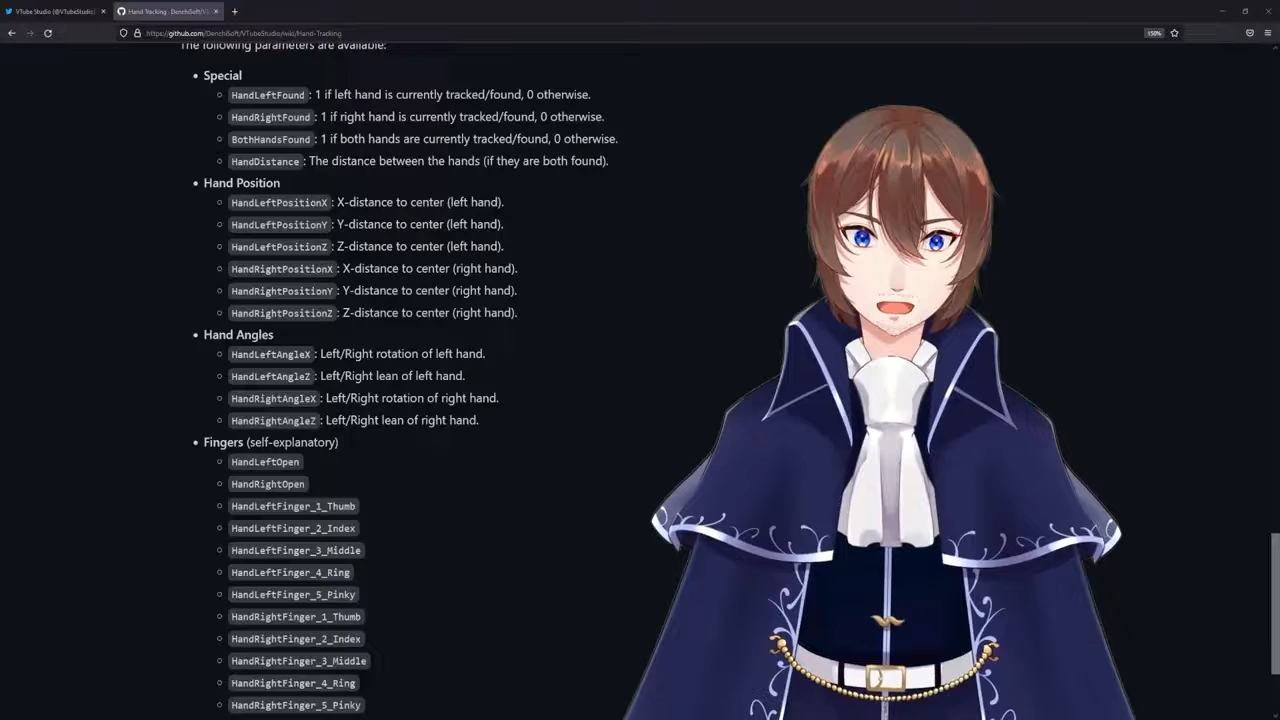 VTube Studio (@VTubeStudio)
Hand Tracking · DenchiSoft/VT
https://github.com/DenchiSoft/VTubeStudio/wiki/Hand-Tracking
150%
The following parameters are available:
Special
HandLeftFound: 1 if left hand is currently tracked/found, 0 otherwise.
HandRightFound: 1 if right hand is currently tracked/found, 0 otherwise.
BothHandsFound: 1 if both hands are currently tracked/found, 0 otherwise.
HandDistance: The distance between the hands (if they are both found).
Hand Position
HandLeftPositionX: X-distance to center (left hand).
HandLeftPositionY: Y-distance to center (left hand).
HandLeftPositionZ: Z-distance to center (left hand).
HandRightPositionX: X-distance to center (right hand).
HandRightPositionY: Y-distance to center (right hand).
HandRightPositionZ: Z-distance to center (right hand).
Hand Angles
HandLeftAngleX: Left/Right rotation of left hand.
HandLeftAngleZ: Left/Right lean of left hand.
HandRightAngleX: Left/Right rotation of right hand.
HandRightAngleZ: Left/Right lean of right hand.
Fingers (self-explanatory)
HandLeftOpen
HandRightOpen
HandLeftFinger_1_Thumb
HandLeftFinger_2_Index
HandLeftFinger_3_Middle
HandLeftFinger_4_Ring
HandLeftFinger_5_Pinky
HandRightFinger_1_Thumb
HandRightFinger_2_Index
HandRightFinger_3_Middle
HandRightFinger_4_Ring
HandRightFinger_5_Pinky